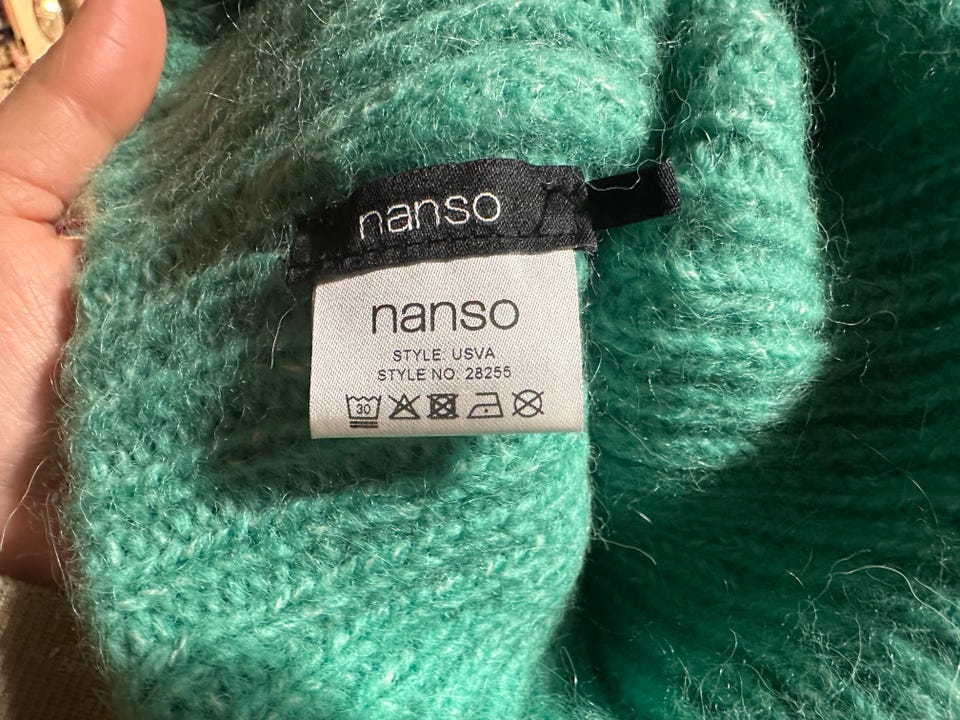 nanso
nanso
STYLE: USVA
STYLE NO: 28255
30